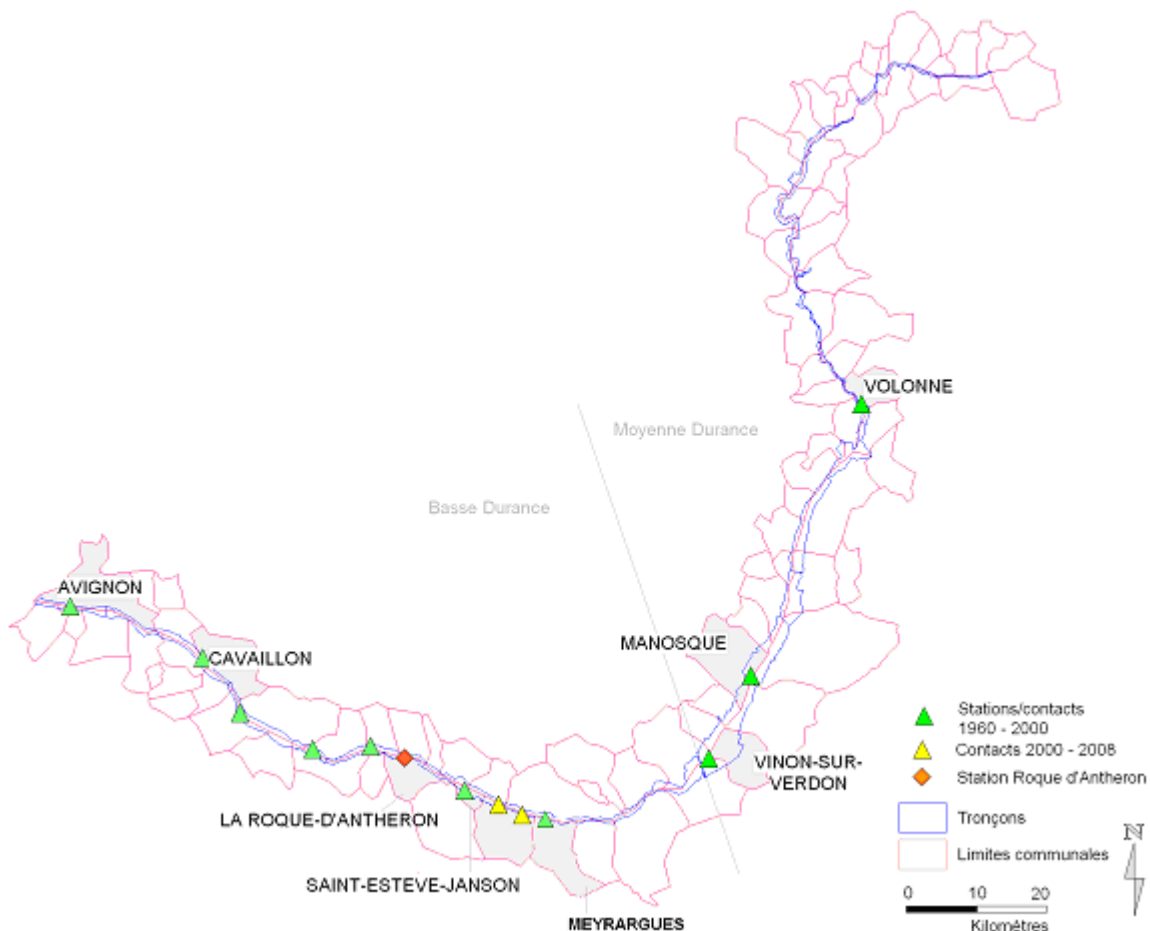 VOLONNE
Moyenne Durance
Basse Durance
AVIGNON
CAVAILLON
MANOSQUE
VINON-SUR-
VERDON
LA ROQUE-D'ANTHERON
SAINT-ESTEVE-JANSON
MEYRARGUES
Stations/contacts
1960 - 2000
Contacts 2000 - 2008
Station Roque d'Antheron
Tronçons
Limites communales
N
0 10 20
Kilométres